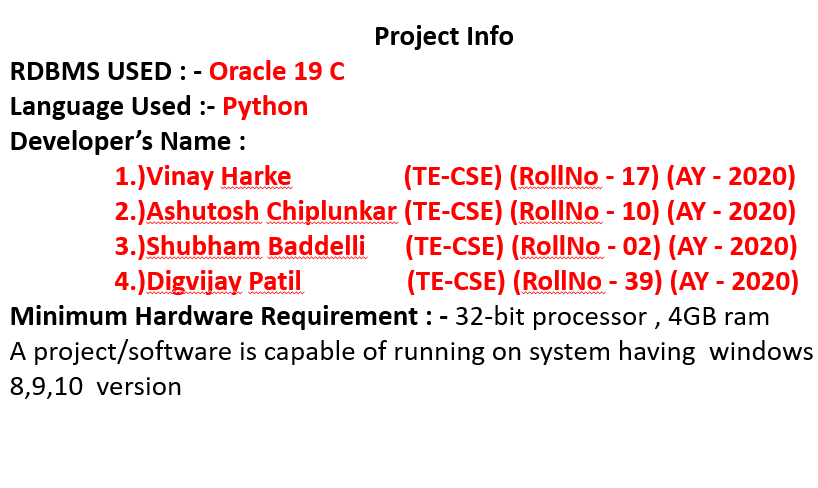 Project Info
RDBMS USED : - Oracle 19 C
Language Used :- Python
Developer’s Name :
1.)Vinay Harke (TE-CSE) (RollNo - 17) (AY - 2020)
2.)Ashutosh Chiplunkar (TE-CSE) (RollNo - 10) (AY - 2020)
3.)Shubham Baddelli (TE-CSE) (RollNo - 02) (AY - 2020)
4.)Digvijay Patil (TE-CSE) (RollNo - 39) (AY - 2020)
Minimum Hardware Requirement : - 32-bit processor , 4GB ram
A project/software is capable of running on system having windows
8,9,10 version